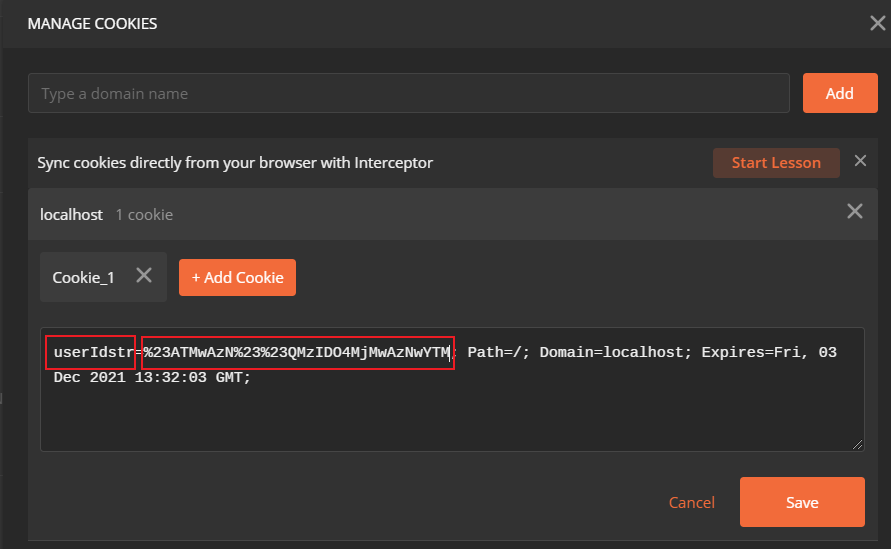 MANAGE COOKIES
Type a domain name
Add
Sync cookies directly from your browser with Interceptor
Start Lesson
localhost 1 cookie
Cookie_1
+ Add Cookie
userIdstr=%23ATMwAzN%23%23QMzIDO4MjMwAzNwYTM; Path=/; Domain=localhost; Expires=Fri, 03
Dec 2021 13:32:03 GMT;
Cancel
Save